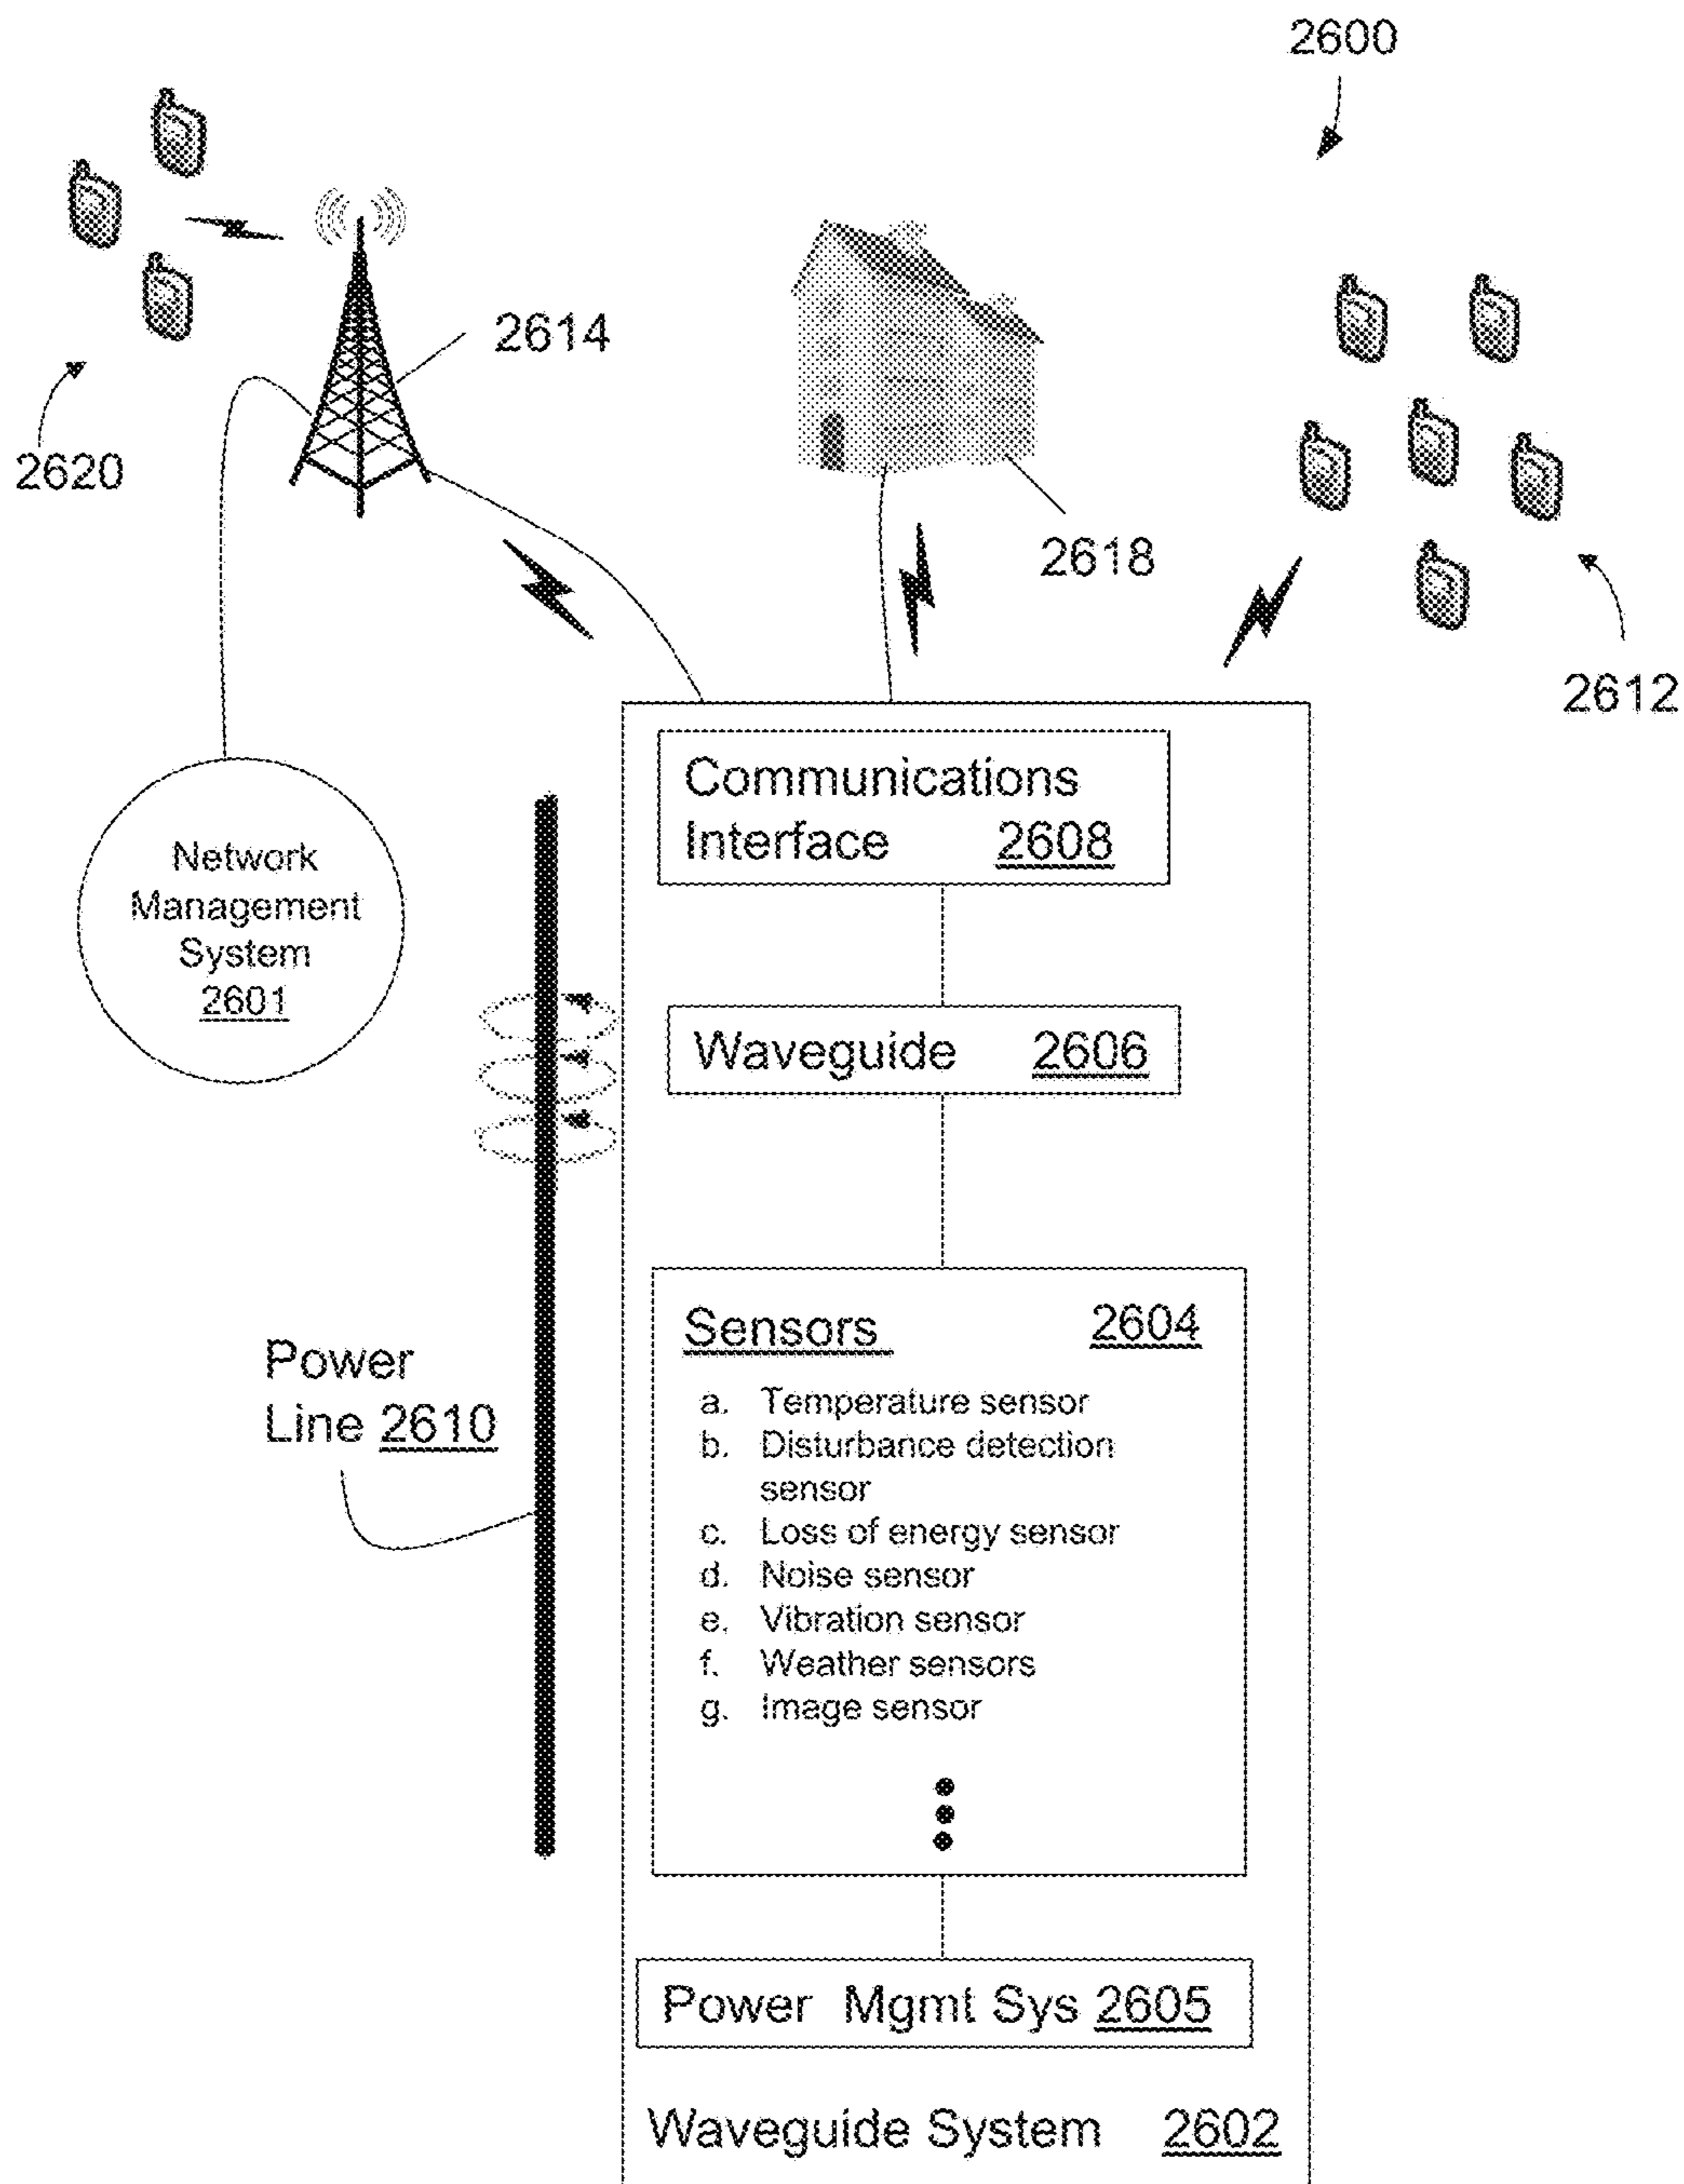 2600
2614
2620
2618
2612
Communications
Interface 2608
Network
Management
System
2601
Waveguide 2606
Sensors 2604
Power
Line 2610
a. Temperature sensor
b. Disturbance detection
sensor
c. Loss of energy sensor
d. Noise sensor
e. Vibration sensor
f. Weather sensors
g. Image sensor
Power Mgmt Sys 2605
Waveguide System 2602